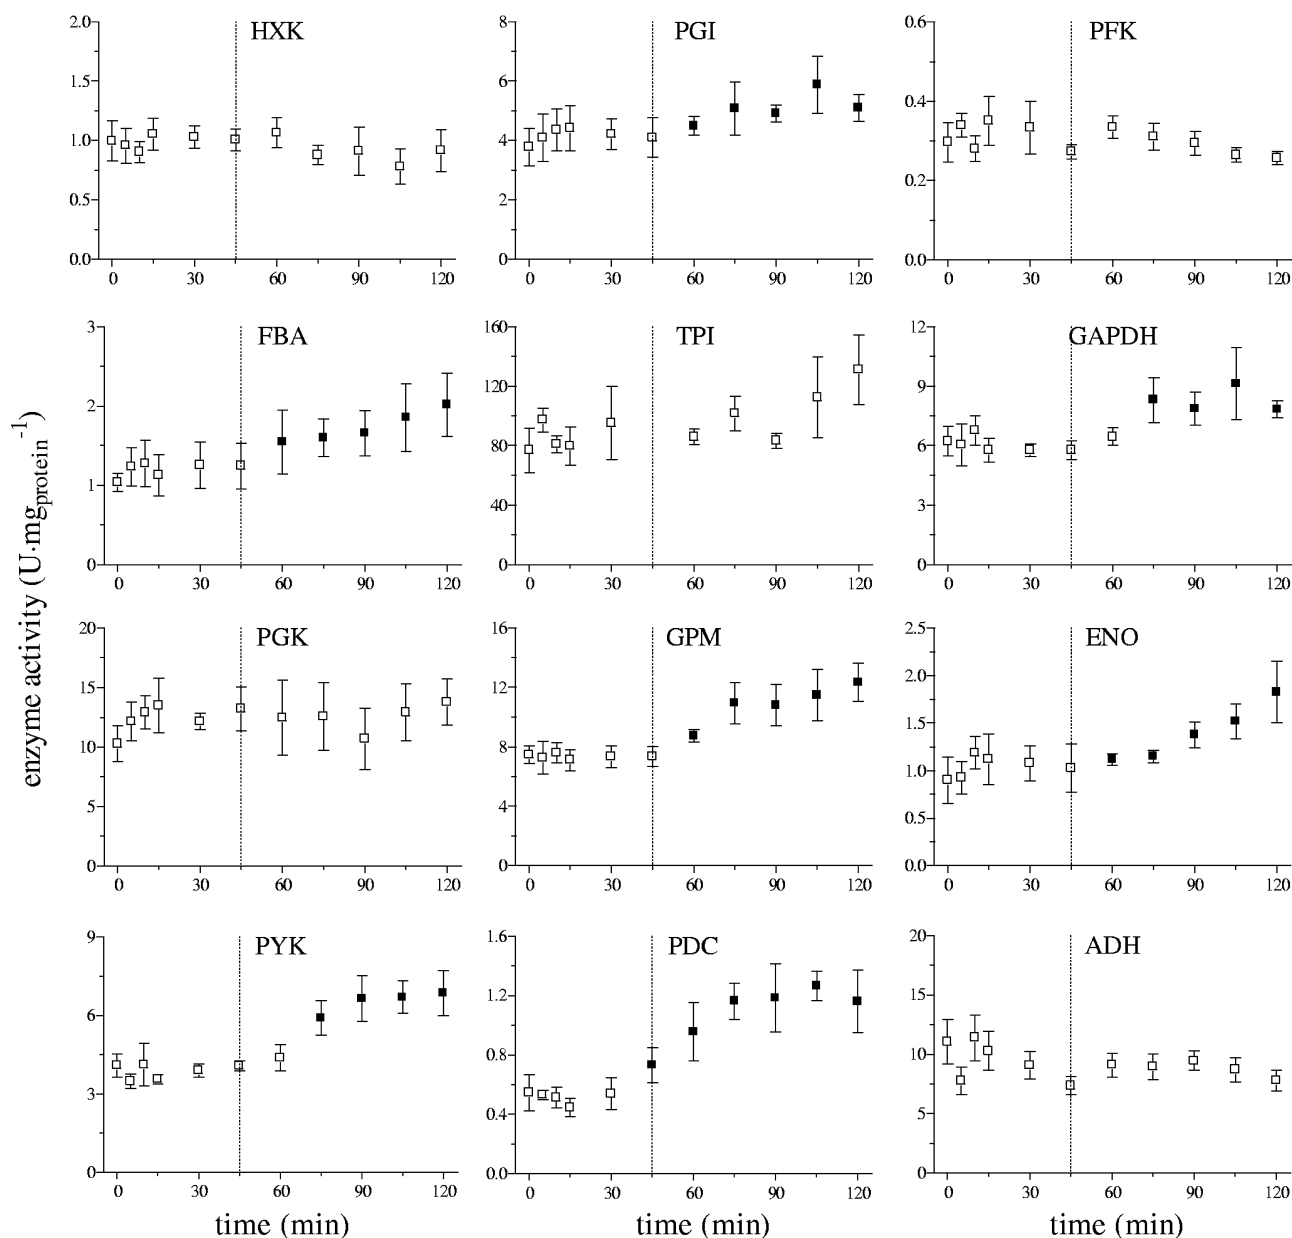 HXK
2.0
1.5
1.0
0.5
0.0
0 30 60 90 120
PGI
8
6
4
2
0
0 30 60 90 120
PFK
0.6
0.4
0.2
0.0
0 30 60 90 120
FBA
3
2
1
0
0 30 60 90 120
TPI
160
120
80
40
0
0 30 60 90 120
GAPDH
12
9
6
3
0
0 30 60 90 120
PGK
20
15
10
5
0
0 30 60 90 120
GPM
16
12
8
4
0
0 30 60 90 120
ENO
2.5
2.0
1.5
1.0
0.5
0.0
0 30 60 90 120
PYK
9
6
3
0
0 30 60 90 120
PDC
1.6
1.2
0.8
0.4
0.0
0 30 60 90 120
ADH
20
15
10
5
0
0 30 60 90 120
enzyme activity (U·mgprotein-1)
time (min) time (min) time (min)